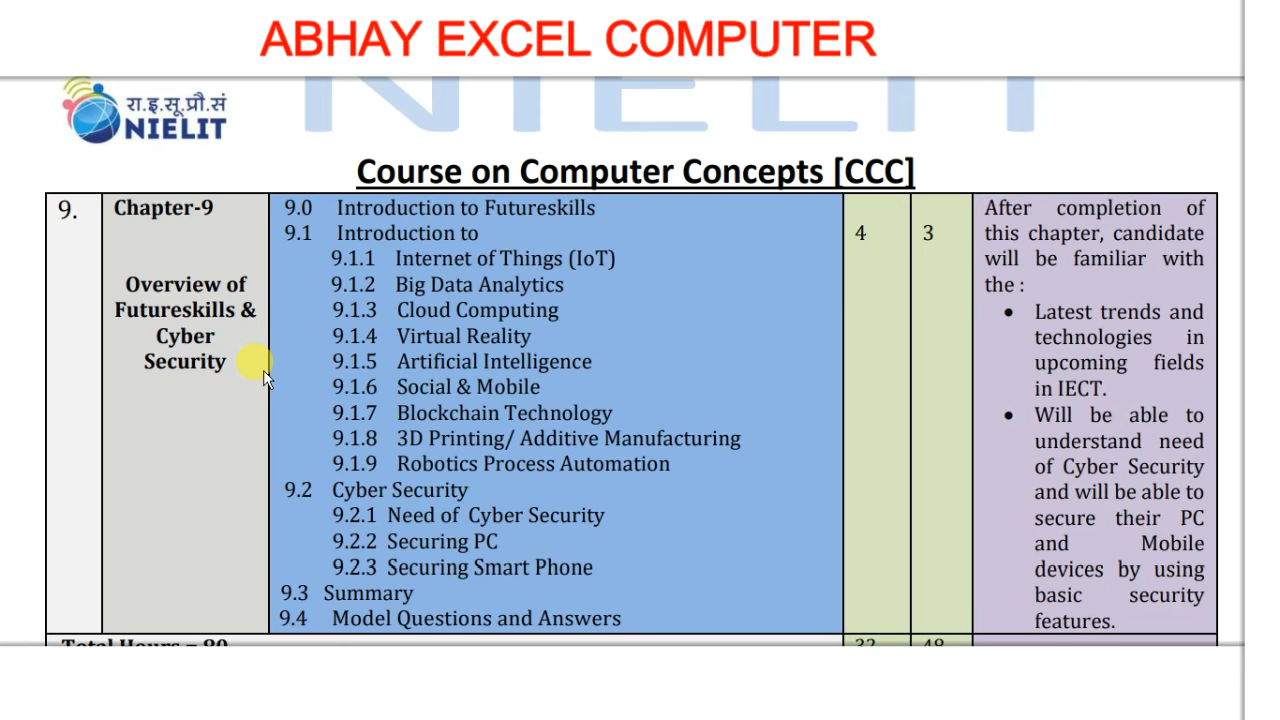 ABHAY EXCEL COMPUTER
NIELIT
रा.इ.सू.प्रौ.सं
NIELIT
Course on Computer Concepts [CCC]
9.
Chapter-9
Overview of
Futureskills &
Cyber
Security
9.0 Introduction to Futureskills
9.1 Introduction to
9.1.1 Internet of Things (IoT)
9.1.2 Big Data Analytics
9.1.3 Cloud Computing
9.1.4 Virtual Reality
9.1.5 Artificial Intelligence
9.1.6 Social & Mobile
9.1.7 Blockchain Technology
9.1.8 3D Printing/ Additive Manufacturing
9.1.9 Robotics Process Automation
9.2 Cyber Security
9.2.1 Need of Cyber Security
9.2.2 Securing PC
9.2.3 Securing Smart Phone
9.3 Summary
9.4 Model Questions and Answers
4
3
After completion of
this chapter, candidate
will be familiar with
the :
• Latest trends and
technologies in
upcoming fields
in IECT.
• Will be able to
understand need
of Cyber Security
and will be able to
secure their PC
and Mobile
devices by using
basic security
features.
Total Hours = 80
32
48